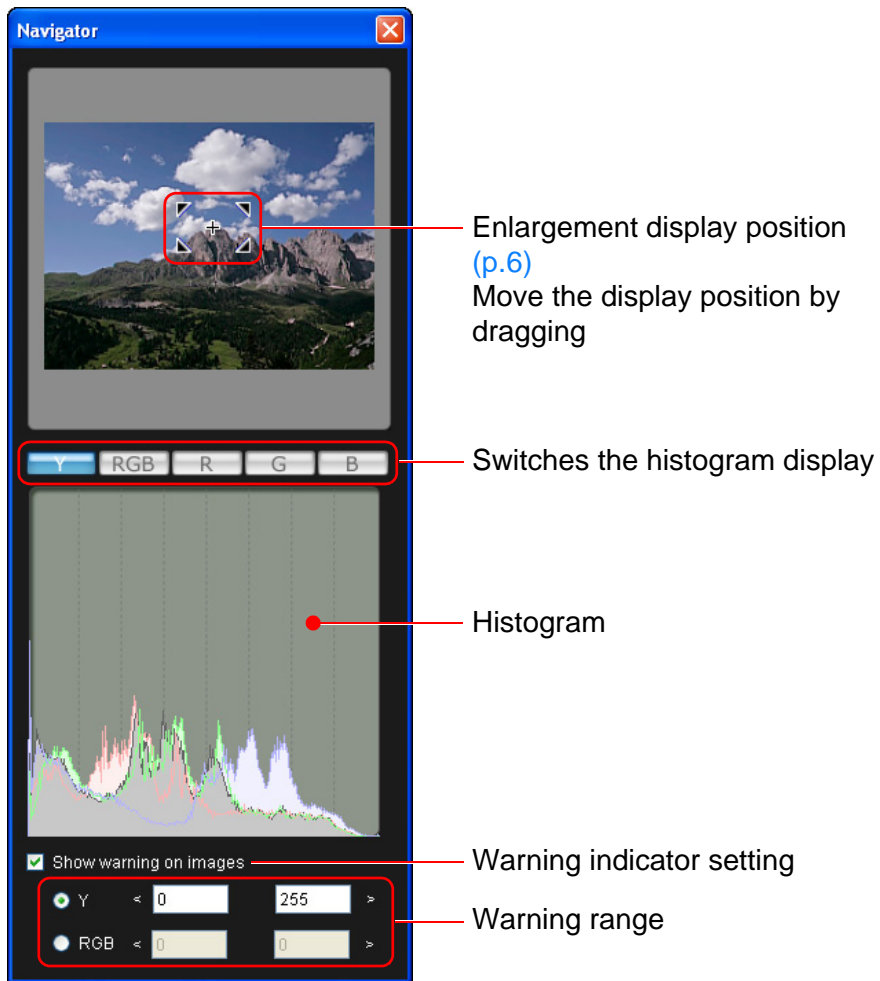 Navigator
Enlargement display position
(p.6)
Move the display position by
dragging
Y RGB R G B
Switches the histogram display
Histogram
Show warning on images
Warning indicator setting
Y < 0 255 >
Warning range
RGB < 0 0 >